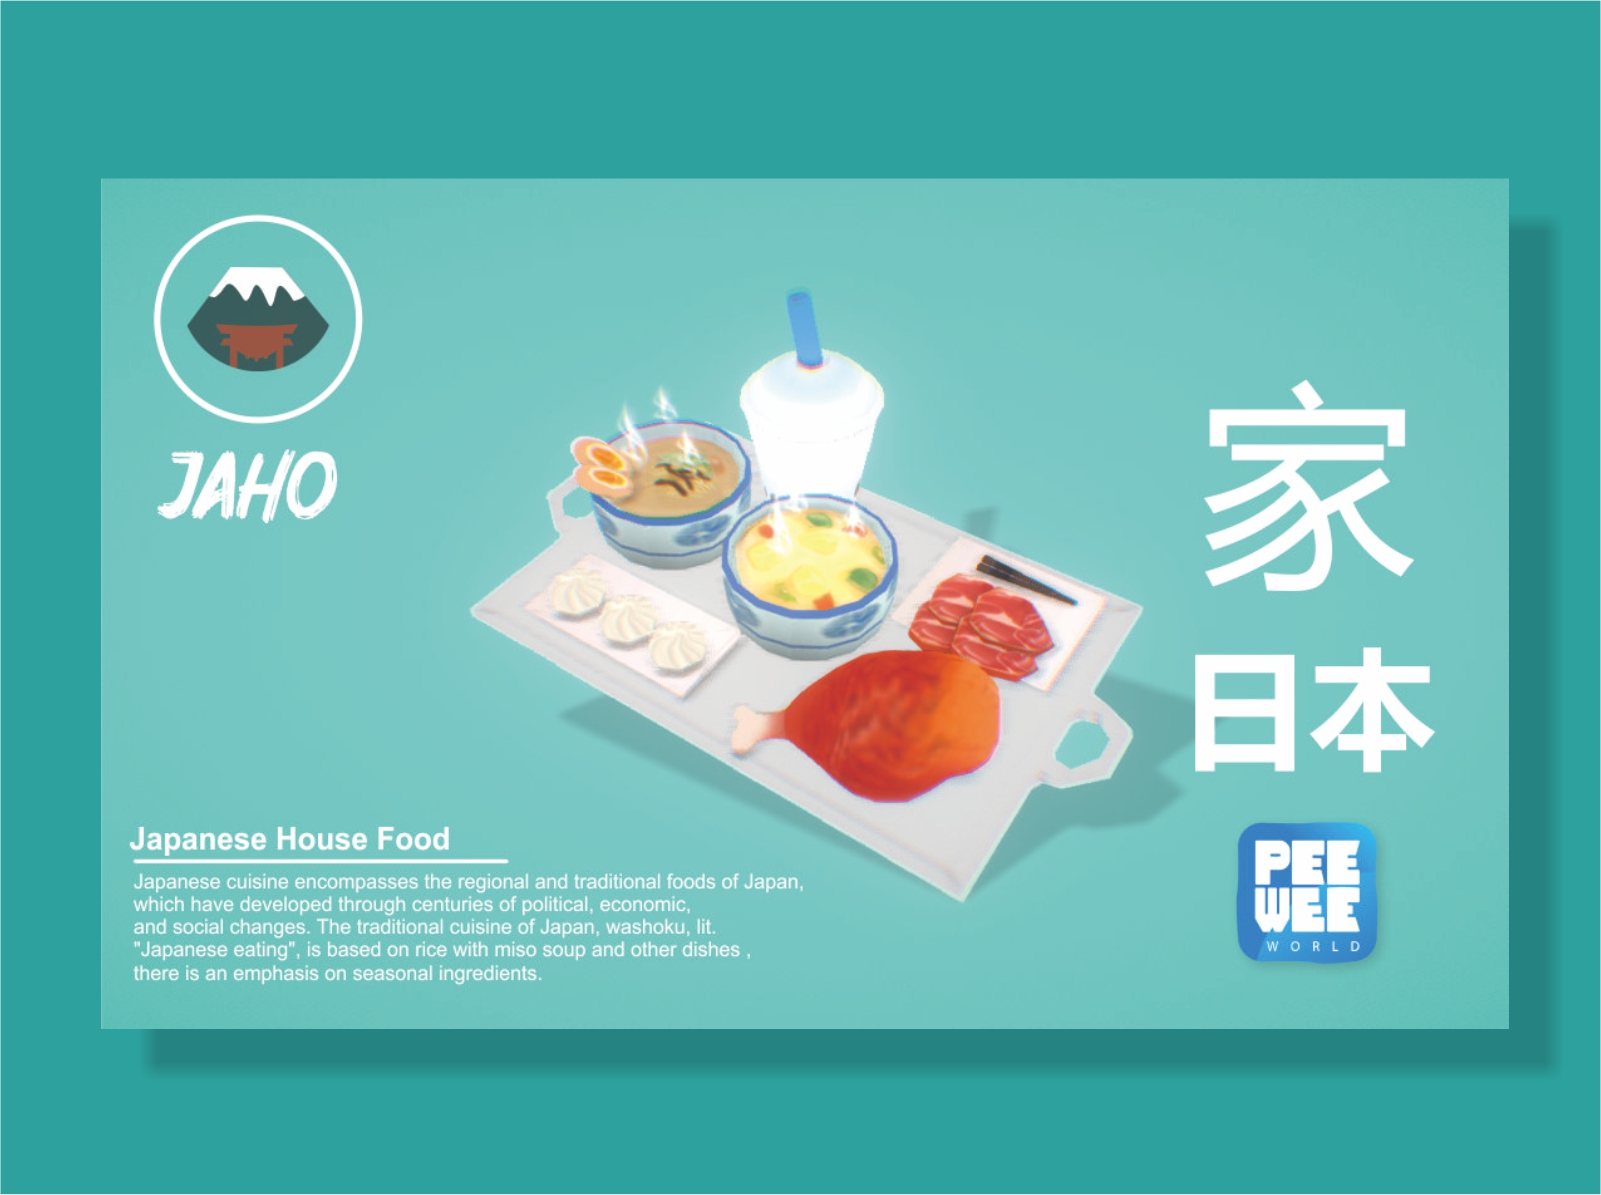 JAHO
家
日本
Japanese House Food
Japanese cuisine encompasses the regional and traditional foods of Japan,
which have developed through centuries of political, economic,
and social changes. The traditional cuisine of Japan, washoku, lit.
"Japanese eating", is based on rice with miso soup and other dishes ,
there is an emphasis on seasonal ingredients.
PEE
WEE
WORLD